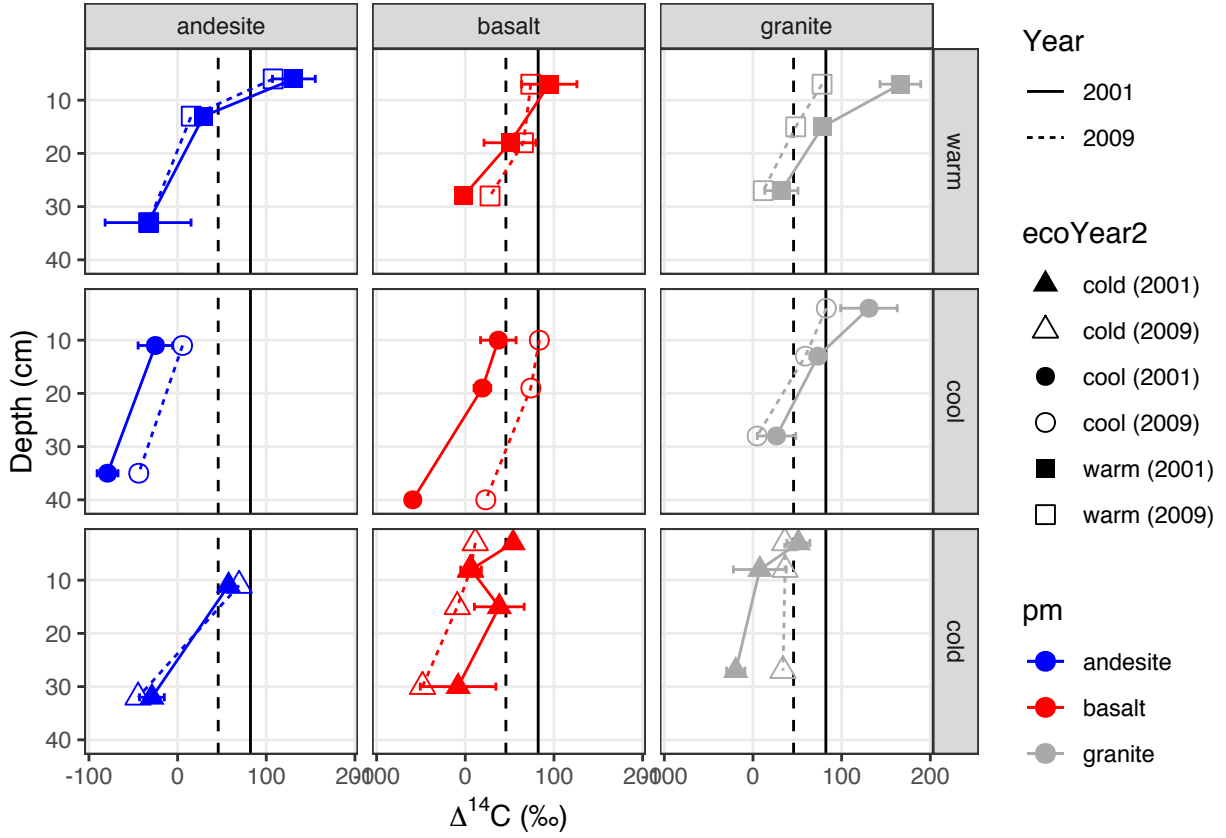 andesite
basalt
granite
10
20
30
40
warm
10
20
30
40
cool
10
20
30
40
cold
-100
0
100
200
-100
0
100
200
-100
0
100
200
Depth (cm)
Δ¹⁴C (‰)
Year
2001
2009
ecoYear2
cold (2001)
cold (2009)
cool (2001)
cool (2009)
warm (2001)
warm (2009)
pm
andesite
basalt
granite